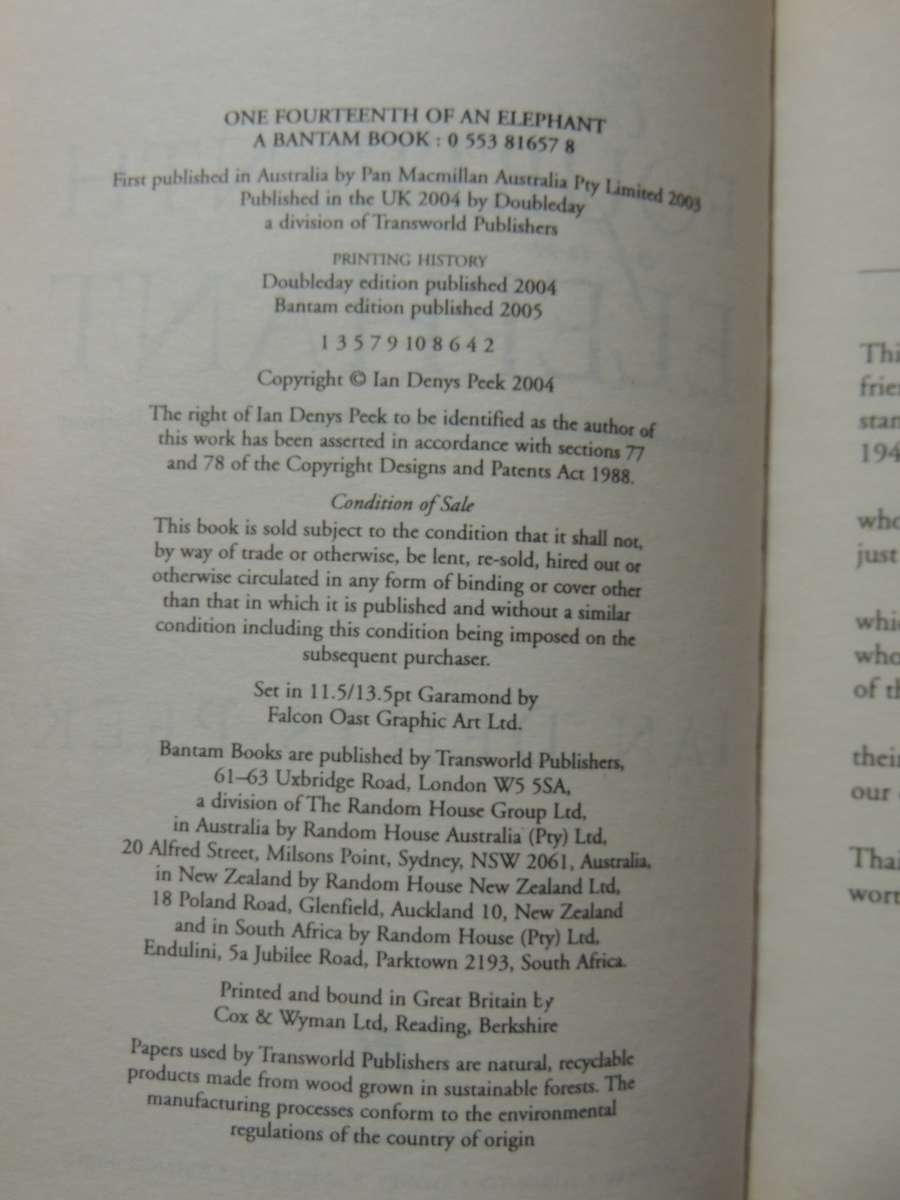 ONE FOURTEENTH OF AN ELEPHANT
A BANTAM BOOK : 0 553 81657 8
First published in Australia by Pan Macmillan Australia Pty Limited 2003
Published in the UK 2004 by Doubleday
a division of Transworld Publishers
PRINTING HISTORY
Doubleday edition published 2004
Bantam edition published 2005
1 3 5 7 9 10 8 6 4 2
Copyright © Ian Denys Peek 2004
The right of Ian Denys Peek to be identified as the author of
this work has been asserted in accordance with sections 77
and 78 of the Copyright Designs and Patents Act 1988.
Condition of Sale
This book is sold subject to the condition that it shall not,
by way of trade or otherwise, be lent, re-sold, hired out or
otherwise circulated in any form of binding or cover other
than that in which it is published and without a similar
condition including this condition being imposed on the
subsequent purchaser.
Set in 11.5/13.5pt Garamond by
Falcon Oast Graphic Art Ltd.
Bantam Books are published by Transworld Publishers,
61–63 Uxbridge Road, London W5 5SA,
a division of The Random House Group Ltd,
in Australia by Random House Australia (Pty) Ltd,
20 Alfred Street, Milsons Point, Sydney, NSW 2061, Australia,
in New Zealand by Random House New Zealand Ltd,
18 Poland Road, Glenfield, Auckland 10, New Zealand
and in South Africa by Random House (Pty) Ltd,
Endulini, 5a Jubilee Road, Parktown 2193, South Africa.
Printed and bound in Great Britain by
Cox & Wyman Ltd, Reading, Berkshire
Papers used by Transworld Publishers are natural, recyclable
products made from wood grown in sustainable forests. The
manufacturing processes conform to the environmental
regulations of the country of origin
Thi
frie
stan
194
who
just
whic
who
of th
their
our
Thai
wort